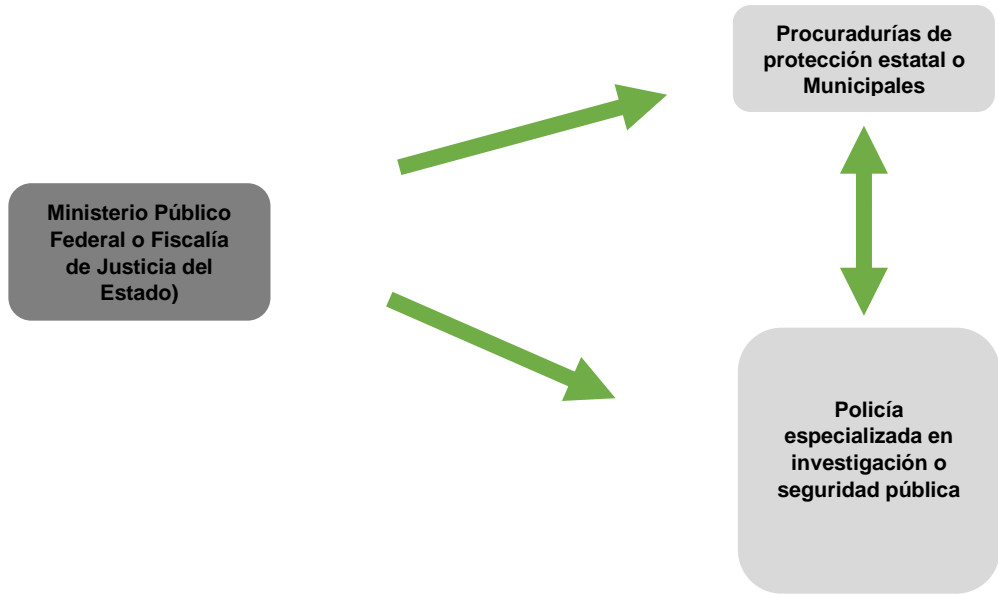 Procuradurías de
protección estatal o
Municipales
Ministerio Público
Federal o Fiscalía
de Justicia del
Estado)
Policía
especializada en
investigación o
seguridad pública